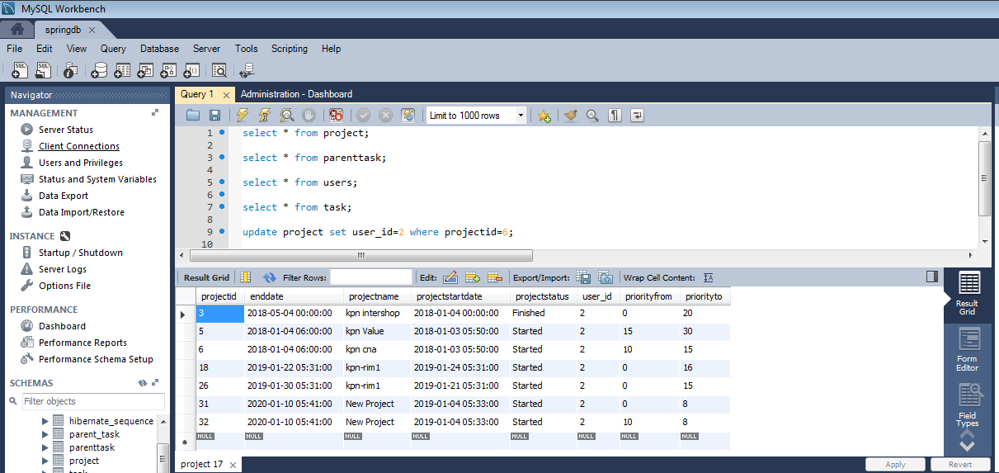 MySQL Workbench
springdb
File Edit View Query Database Server Tools Scripting Help
Navigator
MANAGEMENT
Server Status
Client Connections
Users and Privileges
Status and System Variables
Data Export
Data Import/Restore
INSTANCE
Startup / Shutdown
Server Logs
Options File
PERFORMANCE
Dashboard
Performance Reports
Performance Schema Setup
SCHEMAS
Filter objects
hibernate_sequence
parent_task
parenttask
project
Query 1 Administration - Dashboard
Limit to 1000 rows
1 select * from project;
2
3 select * from parenttask;
4
5 select * from users;
6
7 select * from task;
8
9 update project set user_id=2 where projectid=6;
10
Result Grid Filter Rows: Edit: Export/Import: Wrap Cell Content:
projectid enddate projectname projectstartdate projectstatus user_id priorityfrom priorityto
3 2018-05-04 00:00:00 kpn intershop 2018-01-04 00:00:00 Finished 2 0 20
5 2018-01-04 06:00:00 kpn Value 2018-01-03 05:50:00 Started 2 15 30
6 2018-01-04 06:00:00 kpn cna 2018-01-03 05:50:00 Started 2 10 15
18 2019-01-22 05:31:00 kpn-rim1 2019-01-24 05:31:00 Started 2 0 16
26 2019-01-30 05:31:00 kpn-rim1 2019-01-21 05:31:00 Started 2 0 15
31 2020-01-10 05:41:00 New Project 2019-01-04 05:33:00 Started 2 0 8
32 2020-01-10 05:41:00 New Project 2019-01-04 05:33:00 Started 2 10 8
NULL NULL NULL NULL NULL NULL NULL NULL
Result
Grid
Form
Editor
Field
Types
project 17
Apply Revert